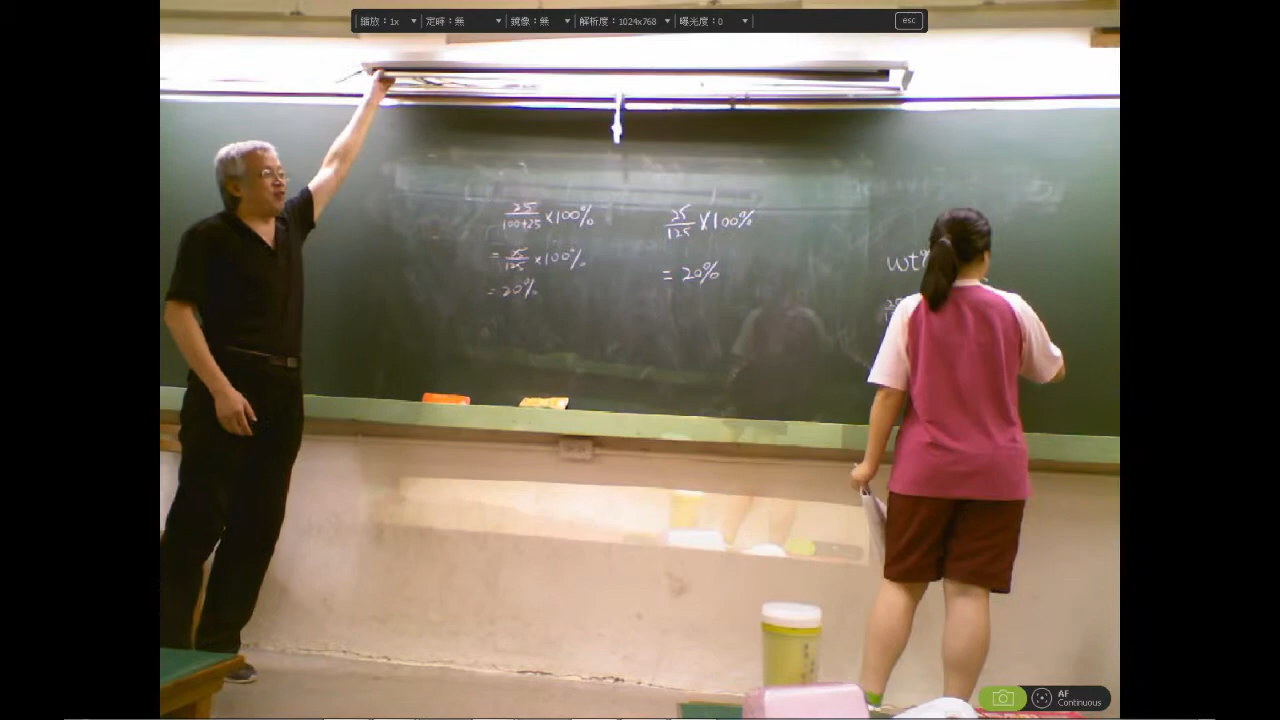 縮放：1x 定時：無 鏡像：無 解析度：1024x768 曝光度：0 esc
25/100+25 ×100%
= 25/125 ×100%
= 20%
25/125 ×100%
= 20%
wt%
AF
Continuous